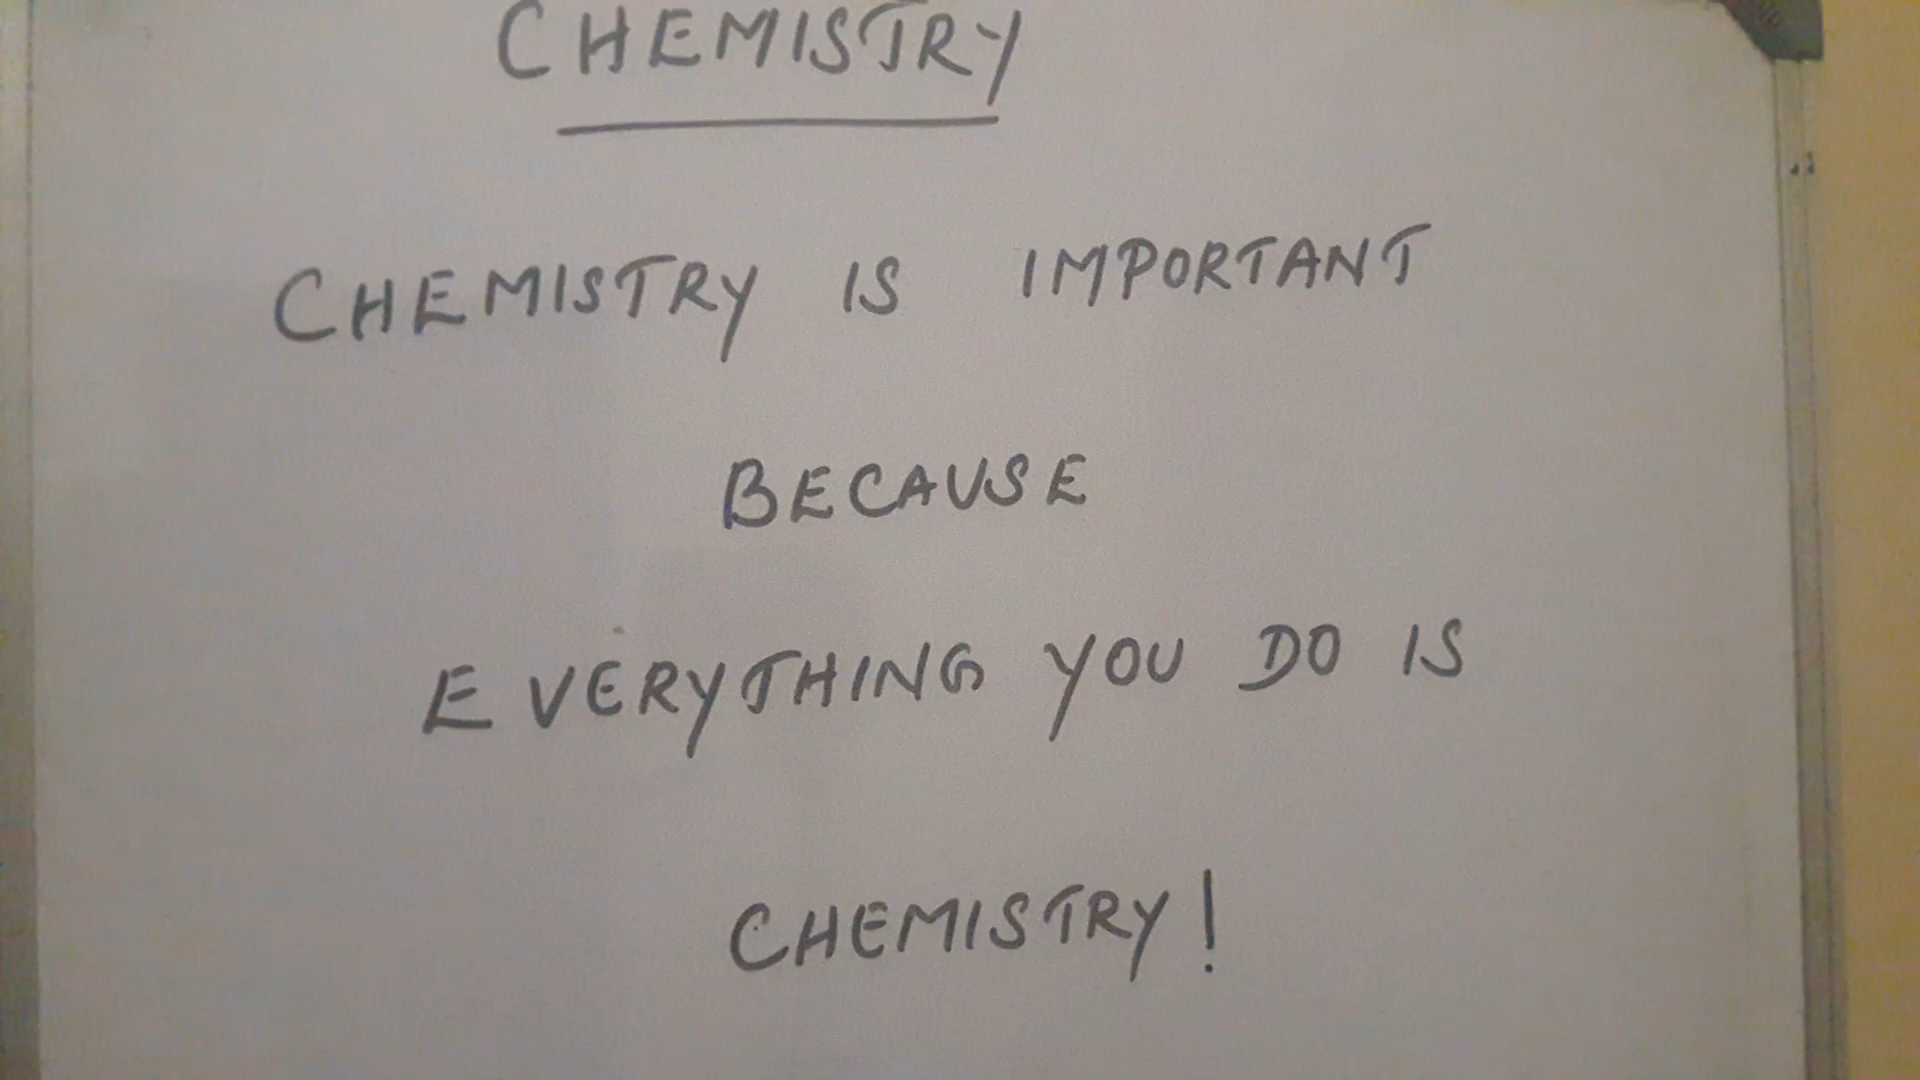 CHEMISTRY
CHEMISTRY IS IMPORTANT
BECAUSE
EVERYTHING YOU DO IS
CHEMISTRY!